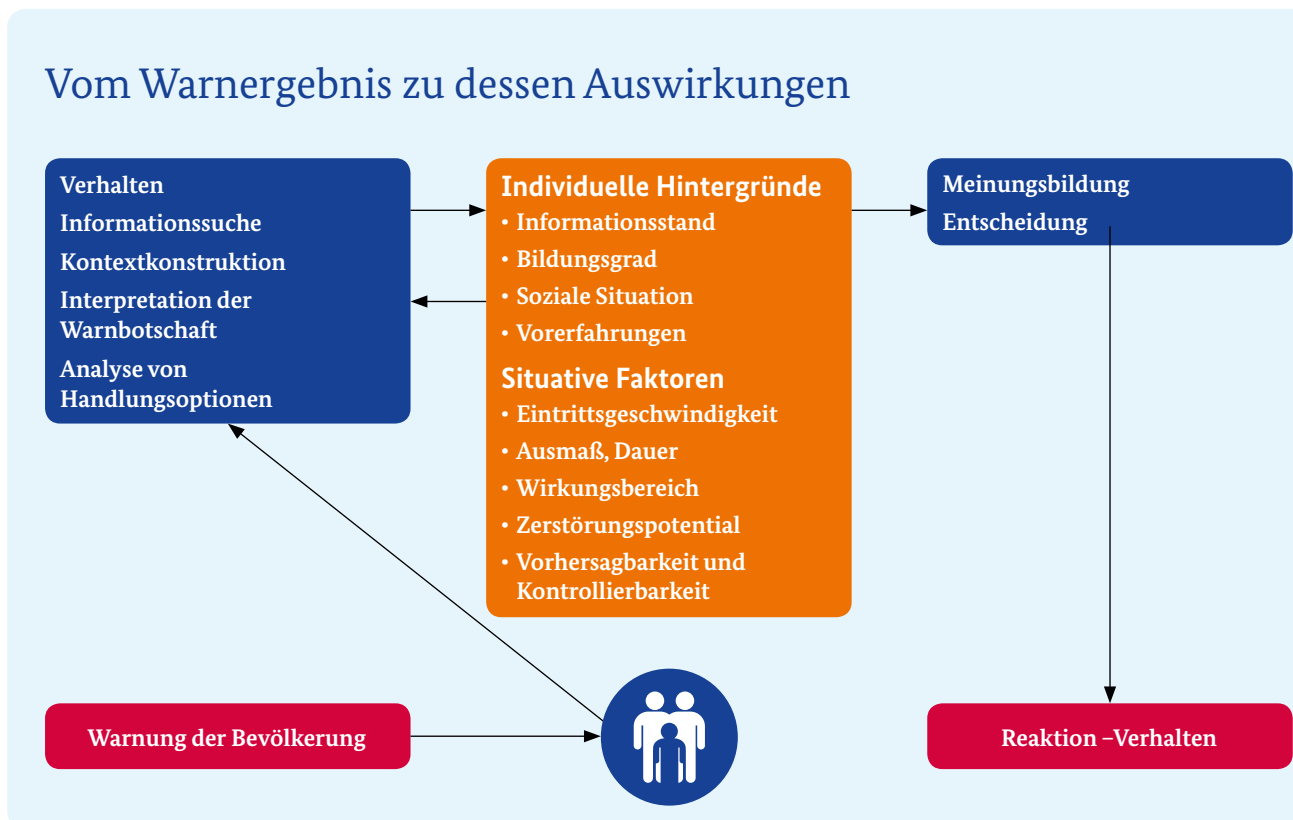 Vom Warnergebnis zu dessen Auswirkungen
Verhalten
Informationssuche
Kontextkonstruktion
Interpretation der
Warnbotschaft
Analyse von
Handlungsoptionen
Individuelle Hintergründe
• Informationsstand
• Bildungsgrad
• Soziale Situation
• Vorerfahrungen
Situative Faktoren
• Eintrittsgeschwindigkeit
• Ausmaß, Dauer
• Wirkungsbereich
• Zerstörungspotential
• Vorhersagbarkeit und
Kontrollierbarkeit
Meinungsbildung
Entscheidung
Warnung der Bevölkerung
Reaktion –Verhalten